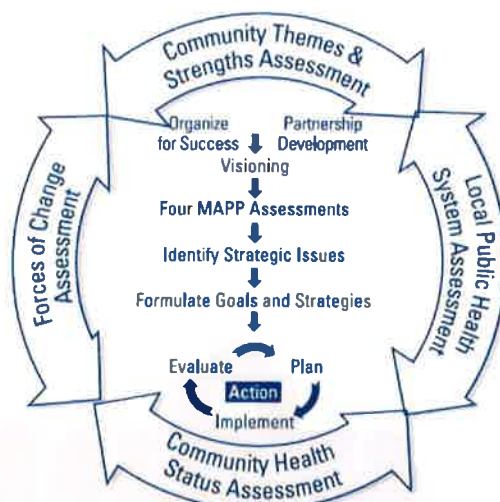 Community Themes &
Strengths Assessment
Organize
for Success
Partnership
Development
Visioning
Four MAPP Assessments
Identify Strategic Issues
Formulate Goals and Strategies
Evaluate
Plan
Action
Implement
Forces of Change
Assessment
Local Public Health
System Assessment
Community Health
Status Assessment